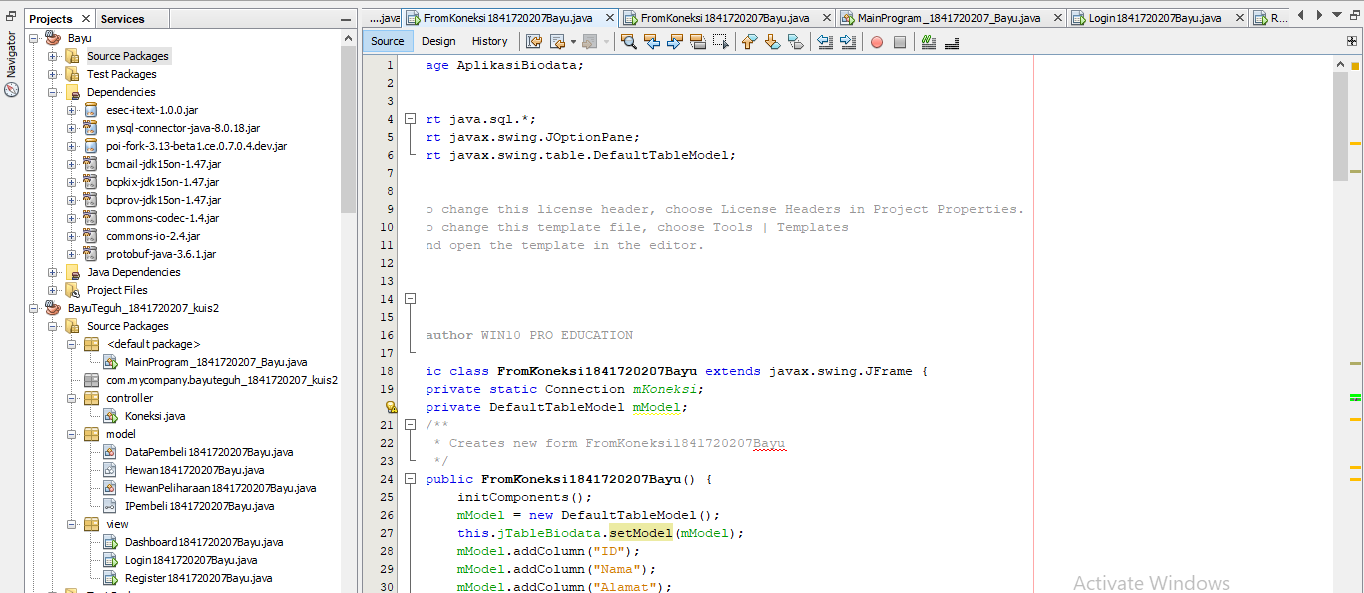 Projects
Services
Navigator
Bayu
Source Packages
Test Packages
Dependencies
esec-itext-1.0.0.jar
mysql-connector-java-8.0.18.jar
poi-fork-3.13-beta1.ce.0.7.0.4.dev.jar
bcmail-jdk15on-1.47.jar
bcpkix-jdk15on-1.47.jar
bcprov-jdk15on-1.47.jar
commons-codec-1.4.jar
commons-io-2.4.jar
protobuf-java-3.6.1.jar
Java Dependencies
Project Files
BayuTeguh_1841720207_kuis2
Source Packages
<default package>
MainProgram_1841720207_Bayu.java
com.mycompany.bayuteguh_1841720207_kuis2
controller
Koneksi.java
model
DataPembeli1841720207Bayu.java
Hewan1841720207Bayu.java
HewanPeliharaan1841720207Bayu.java
IPembeli1841720207Bayu.java
view
Dashboard1841720207Bayu.java
Login1841720207Bayu.java
Register1841720207Bayu.java
...java
FromKoneksi1841720207Bayu.java
FromKoneksi1841720207Bayu.java
MainProgram_1841720207_Bayu.java
Login1841720207Bayu.java
R...
Source Design History
1 age AplikasiBiodata;
2
3
4 rt java.sql.*;
5 rt javax.swing.JOptionPane;
6 rt javax.swing.table.DefaultTableModel;
7
8
9 o change this license header, choose License Headers in Project Properties.
10 o change this template file, choose Tools | Templates
11 nd open the template in the editor.
12
13
14
15
16 author WIN10 PRO EDUCATION
17
18 ic class FromKoneksi1841720207Bayu extends javax.swing.JFrame {
19 private static Connection mKoneksi;
private DefaultTableModel mModel;
21 /**
22 * Creates new form FromKoneksi1841720207Bayu
23 */
24 public FromKoneksi1841720207Bayu() {
25 initComponents();
26 mModel = new DefaultTableModel();
27 this.jTableBiodata.setModel(mModel);
28 mModel.addColumn("ID");
29 mModel.addColumn("Nama");
30 mModel.addColumn("Alamat");
Activate Windows